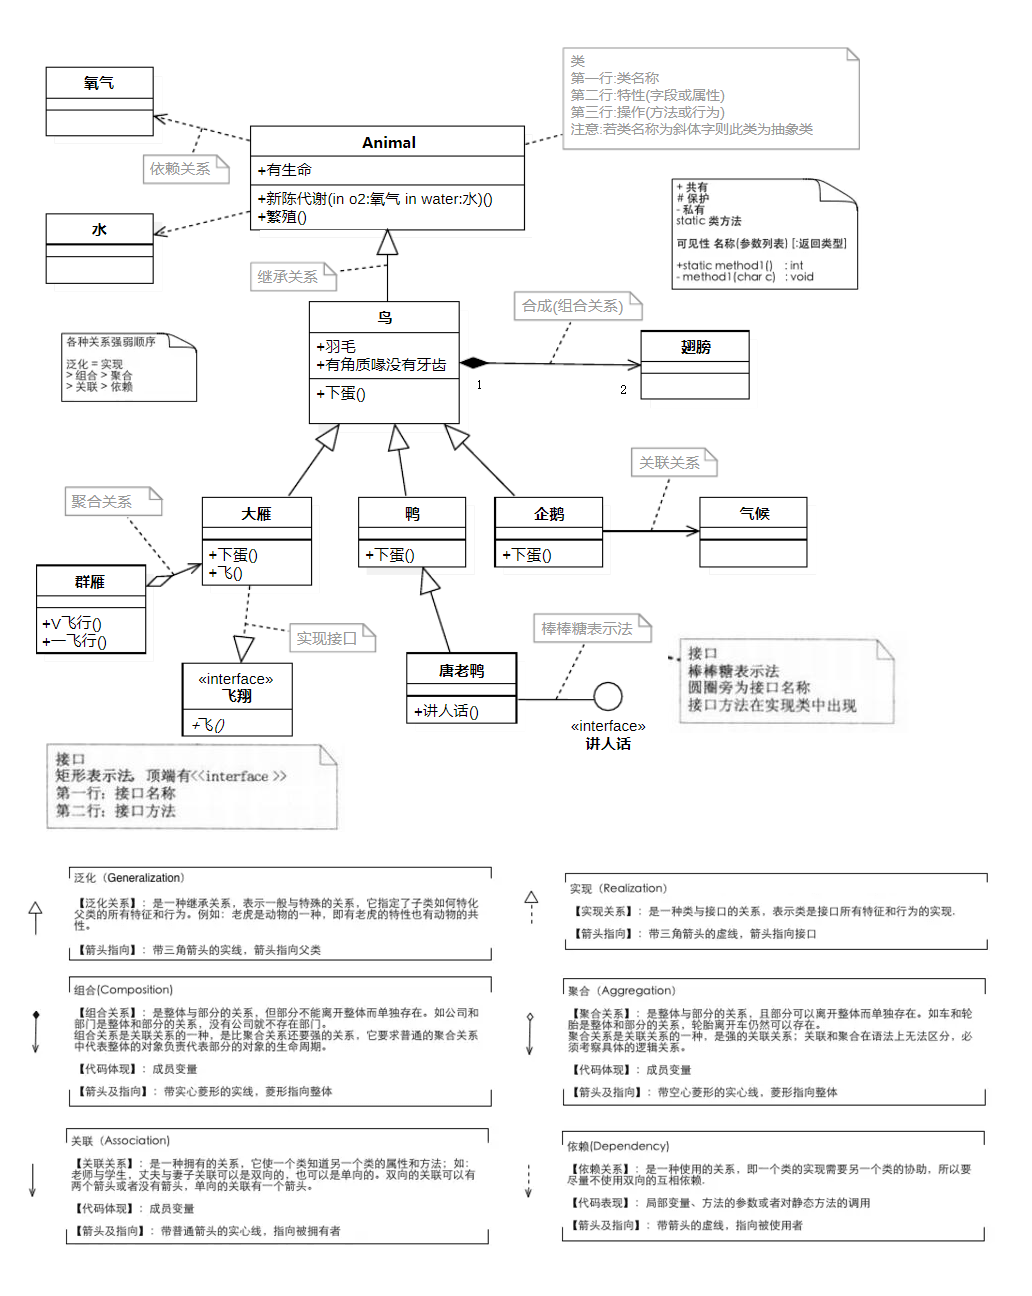 类
第一行:类名称
第二行:特性(字段或属性)
第三行:操作(方法或行为)
注意:若类名称为斜体字则此类为抽象类
氧气
Animal
+有生命
+新陈代谢(in o2:氧气 in water:水)()
+繁殖()
依赖关系
+ 共有
# 保护
- 私有
static 类方法
可见性 名称(参数列表) [:返回类型]
+static method1() : int
- method1(char c) : void
水
继承关系
鸟
+羽毛
+有角质喙没有牙齿
+下蛋()
合成(组合关系)
1
2
翅膀
各种关系强弱顺序
泛化 = 实现
> 组合 > 聚合
> 关联 > 依赖
关联关系
聚合关系
大雁
+下蛋()
+飞()
鸭
+下蛋()
企鹅
+下蛋()
气候
群雁
+V飞行()
+一飞行()
实现接口
«interface»
飞翔
+飞()
唐老鸭
+讲人话()
棒棒糖表示法
«interface»
讲人话
接口
棒棒糖表示法
圆圈旁为接口名称
接口方法在实现类中出现
接口
矩形表示法，顶端有<<interface >>
第一行：接口名称
第二行：接口方法
泛化（Generalization）
【泛化关系】：是一种继承关系，表示一般与特殊的关系，它指定了子类如何特化
父类的所有特征和行为。例如：老虎是动物的一种，即有老虎的特性也有动物的共
性。
【箭头指向】：带三角箭头的实线，箭头指向父类
实现（Realization）
【实现关系】：是一种类与接口的关系，表示类是接口所有特征和行为的实现.
【箭头指向】：带三角箭头的虚线，箭头指向接口
组合(Composition)
【组合关系】：是整体与部分的关系，但部分不能离开整体而单独存在。如公司和
部门是整体和部分的关系，没有公司就不存在部门。
组合关系是关联关系的一种，是比聚合关系还要强的关系，它要求普通的聚合关系
中代表整体的对象负责代表部分的对象的生命周期。
【代码体现】：成员变量
【箭头及指向】：带实心菱形的实线，菱形指向整体
聚合（Aggregation）
【聚合关系】：是整体与部分的关系，且部分可以离开整体而单独存在。如车和轮
胎是整体和部分的关系，轮胎离开车仍然可以存在。
聚合关系是关联关系的一种，是强的关联关系；关联和聚合在语法上无法区分，必
须考察具体的逻辑关系。
【代码体现】：成员变量
【箭头及指向】：带空心菱形的实心线，菱形指向整体
关联（Association)
【关联关系】：是一种拥有的关系，它使一个类知道另一个类的属性和方法；如：
老师与学生，丈夫与妻子关联可以是双向的，也可以是单向的。双向的关联可以有
两个箭头或者没有箭头，单向的关联有一个箭头。
【代码体现】：成员变量
【箭头及指向】：带普通箭头的实心线，指向被拥有者
依赖(Dependency)
【依赖关系】：是一种使用的关系，即一个类的实现需要另一个类的协助，所以要
尽量不使用双向的互相依赖.
【代码表现】：局部变量、方法的参数或者对静态方法的调用
【箭头及指向】：带箭头的虚线，指向被使用者